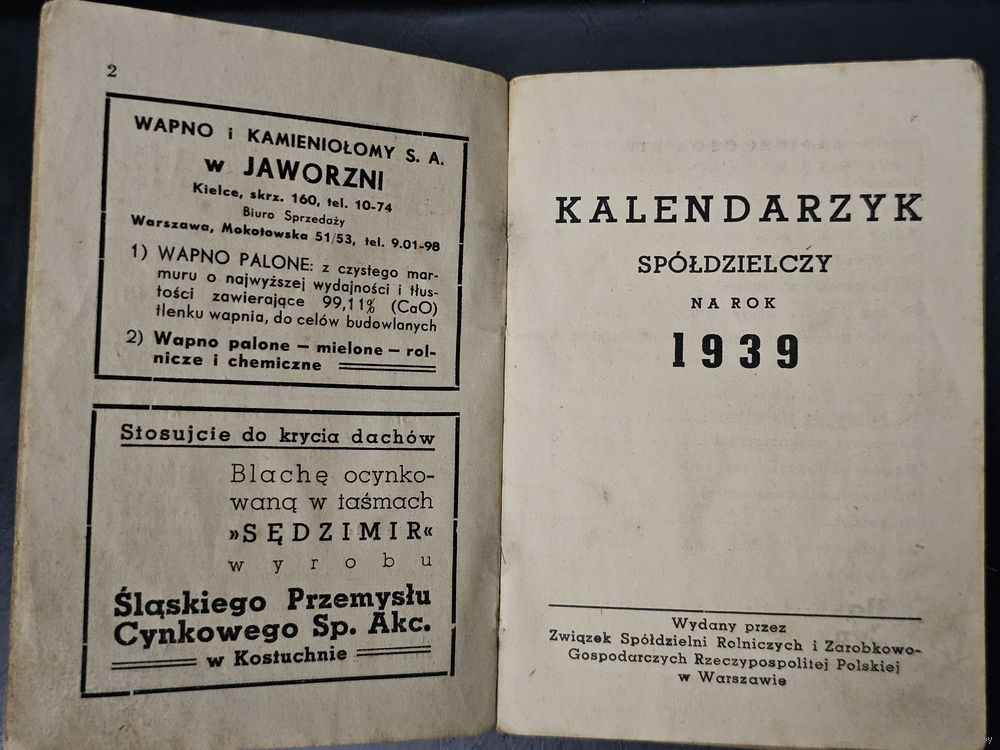 2
WAPNO i KAMIENIOŁOMY S. A.
w JAWORZNI
Kielce, skrz. 160, tel. 10-74
Biuro Sprzedaży
Warszawa, Mokotowska 51/53, tel. 9.01-98
1) WAPNO PALONE: z czystego mar-
muru o najwyższej wydajności i tłus-
tości zawierające 99,11% (CaO)
tlenku wapnia, do celów budowlanych
2) Wapno palone — mielone — rol-
nicze i chemiczne
Stosujcie do krycia dachów
Blachę ocynko-
waną w taśmach
»SĘDZIMIR«
wyrobu
Śląskiego Przemysłu
Cynkowego Sp. Akc.
w Kostuchnie
KALENDARZYK
SPÓŁDZIELCZY
NA ROK
1939
Wydany przez
Związek Spółdzielni Rolniczych i Zarobkowo-
Gospodarczych Rzeczypospolitej Polskiej
w Warszawie